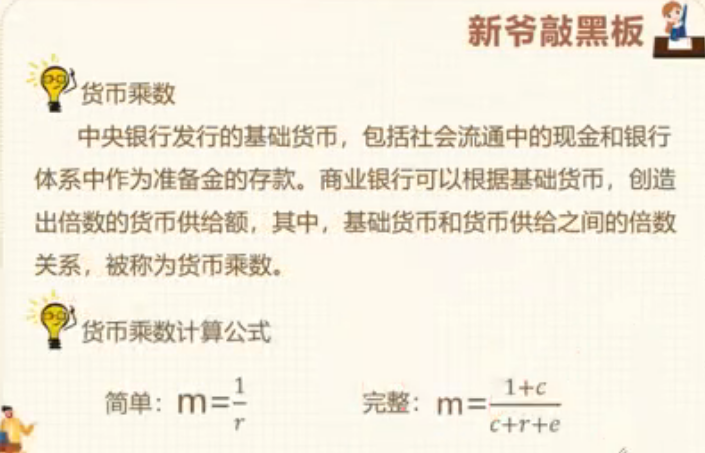 新爷敲黑板
货币乘数
中央银行发行的基础货币，包括社会流通中的现金和银行
体系中作为准备金的存款。商业银行可以根据基础货币，创造
出倍数的货币供给额，其中，基础货币和货币供给之间的倍数
关系，被称为货币乘数。
货币乘数计算公式
简单：m=1/r 完整：m=(1+c)/(c+r+e)